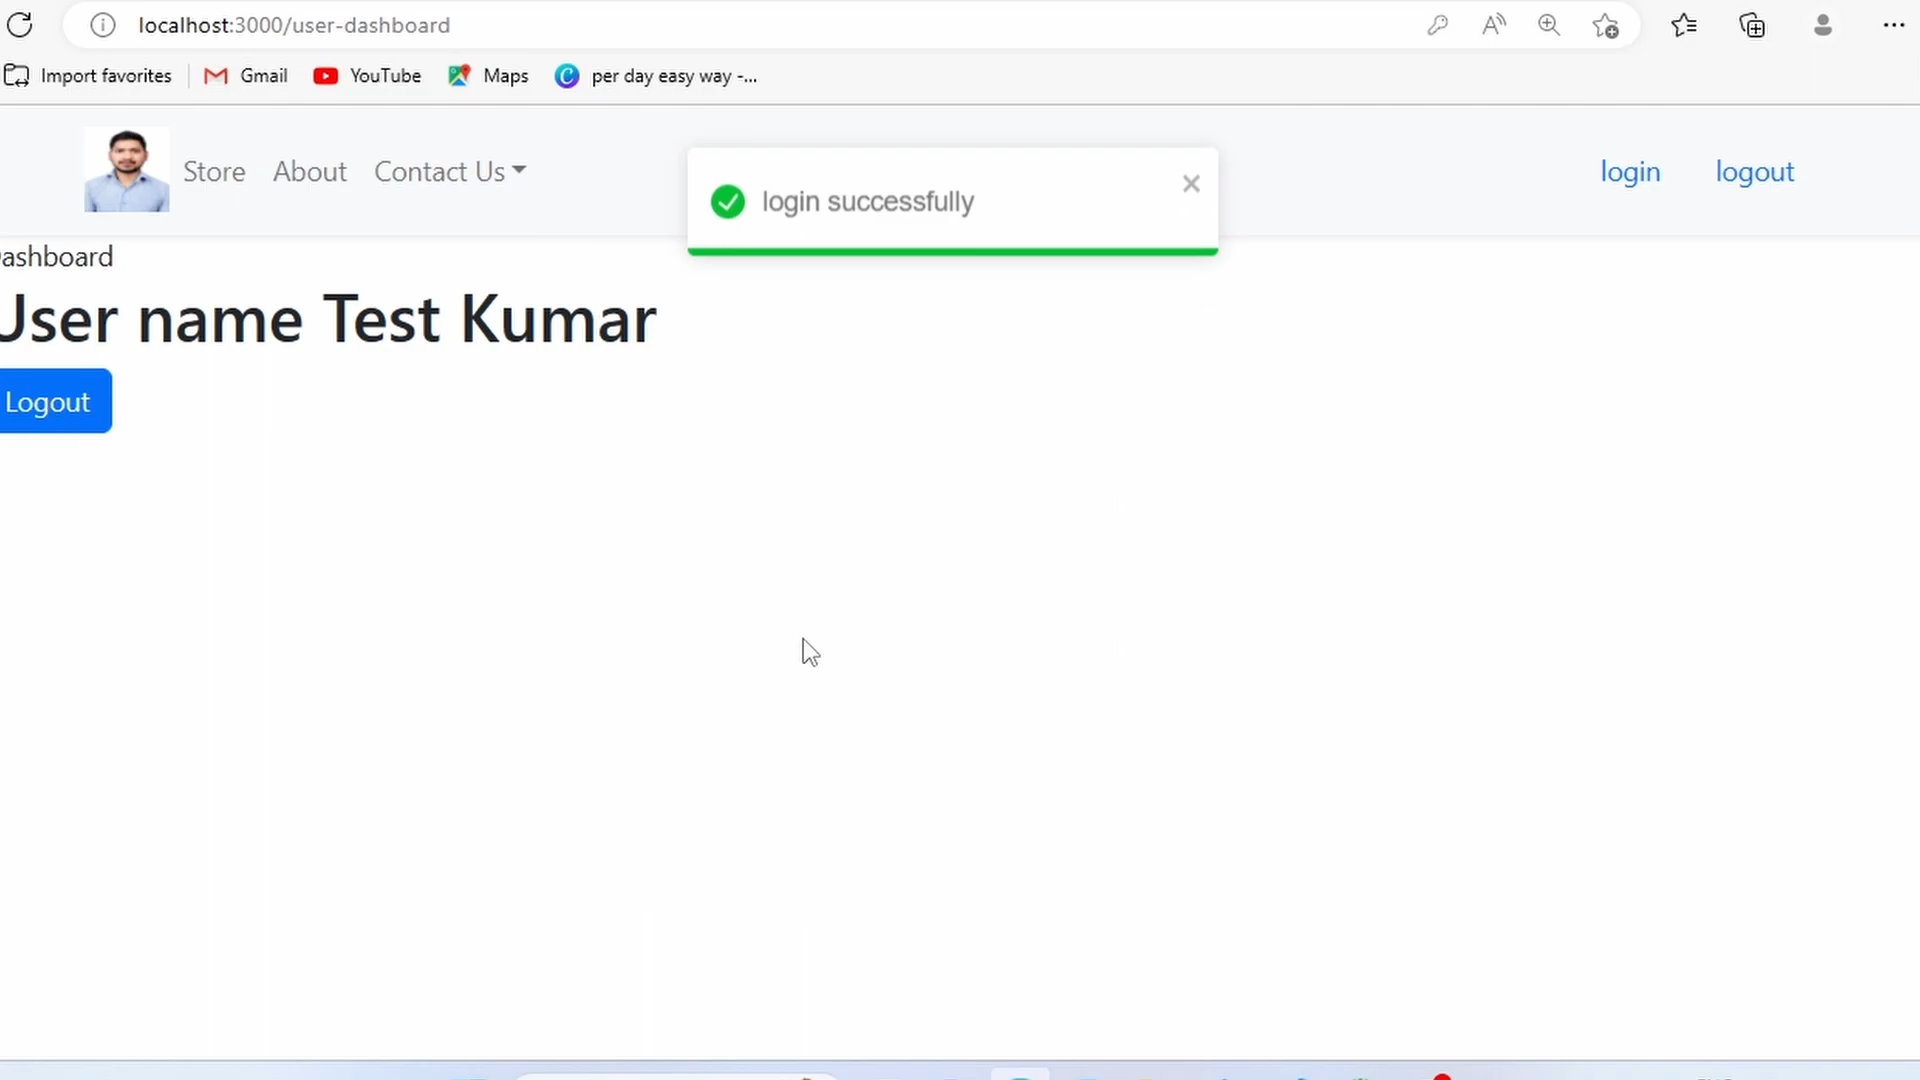 localhost:3000/user-dashboard
Import favorites Gmail YouTube Maps per day easy way -...
Store About Contact Us login logout
login successfully
ashboard
User name Test Kumar
Logout